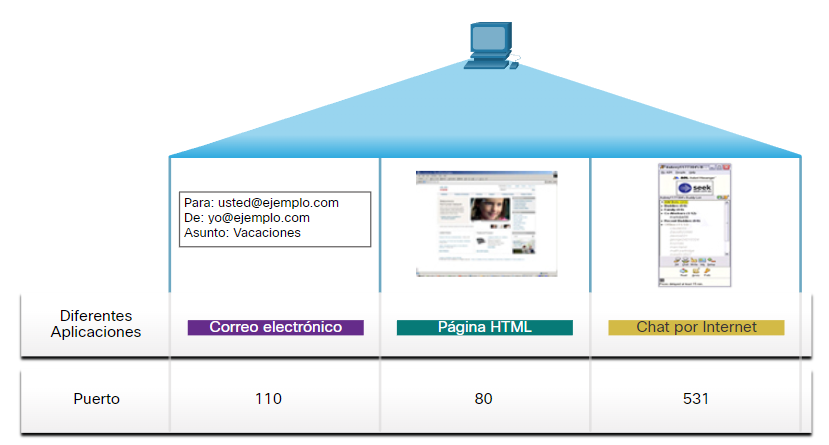 Para: usted@ejemplo.com
De: yo@ejemplo.com
Asunto: Vacaciones
seek
Diferentes
Aplicaciones
Correo electrónico
Página HTML
Chat por Internet
Puerto
110
80
531